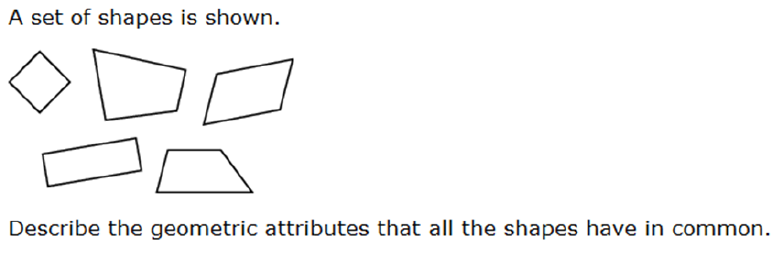 A set of shapes is shown.
Describe the geometric attributes that all the shapes have in common.